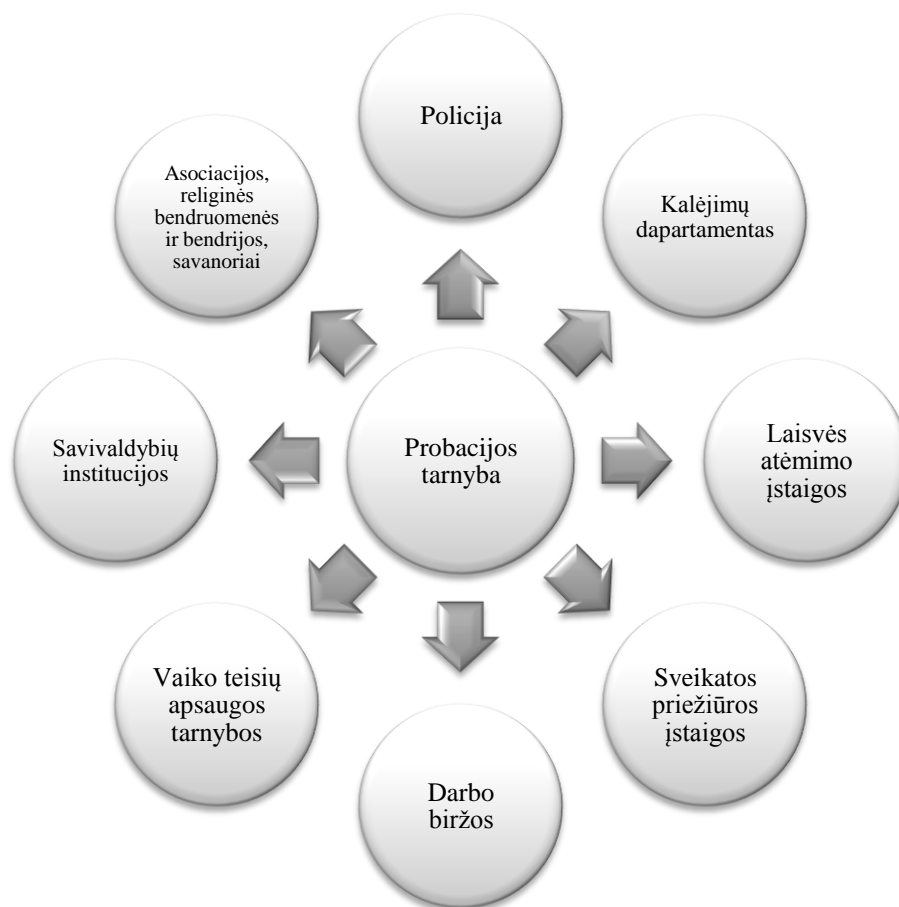 Policija
Asociacijos,
religinės
bendruomenės
ir bendrijos,
savanoriai
Kalėjimų
dapartamentas
Savivaldybių
institucijos
Probacijos
tarnyba
Laisvės
atėmimo
įstaigos
Vaiko teisių
apsaugos
tarnybos
Sveikatos
priežiūros
įstaigos
Darbo
biržos